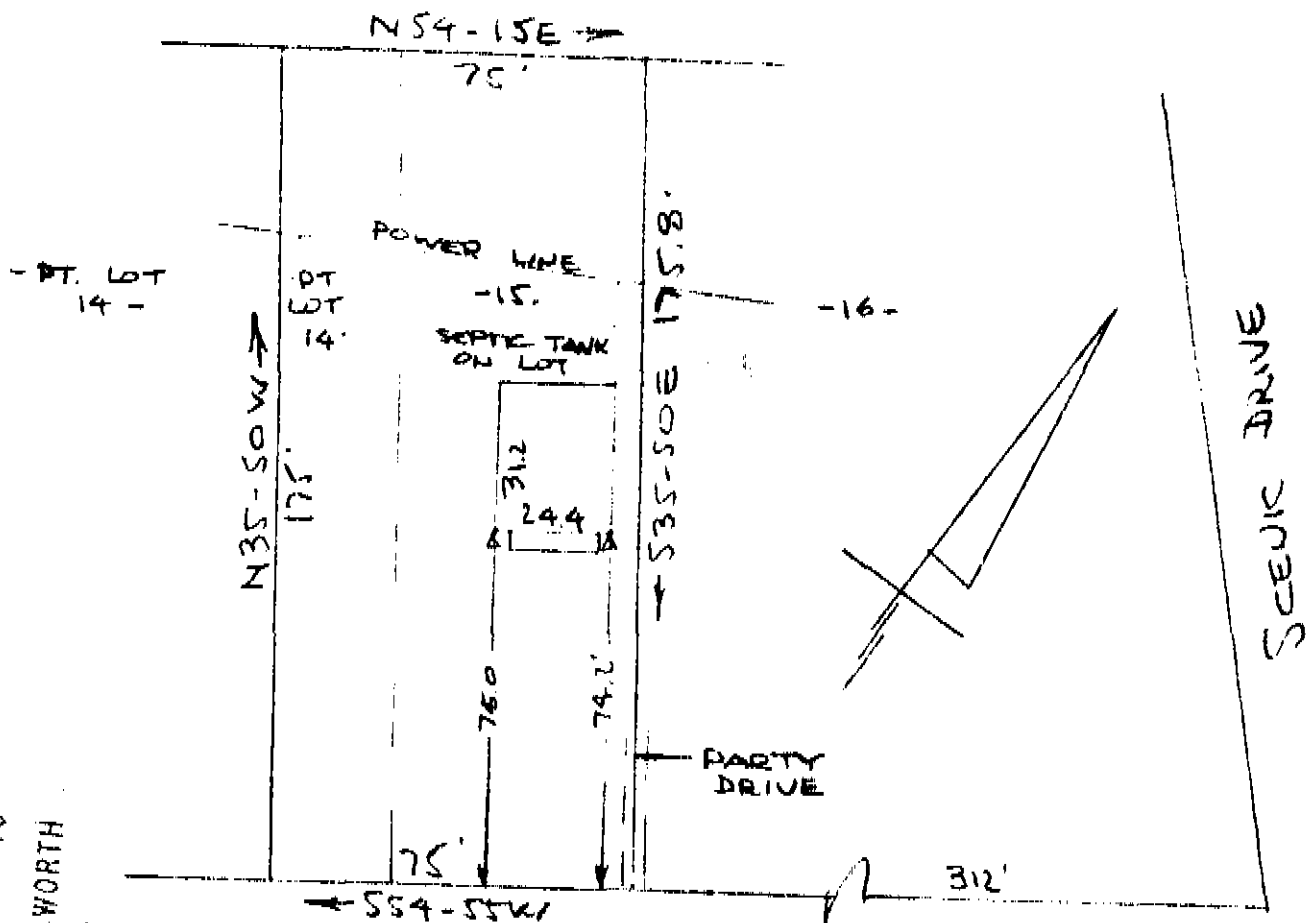 N54-15E →
75'
POWER LINE
- PT. LOT
14 -
PT
LOT
14.
-15.
-16-
SEPTIC TANK
ON LOT
N35-50W →
175'
31.2
24.4
← S35-50E 175.8'
SCENIC DRIVE
76.0
74.2'
PARTY
DRIVE
WORTH
75'
312'
← S54-55W